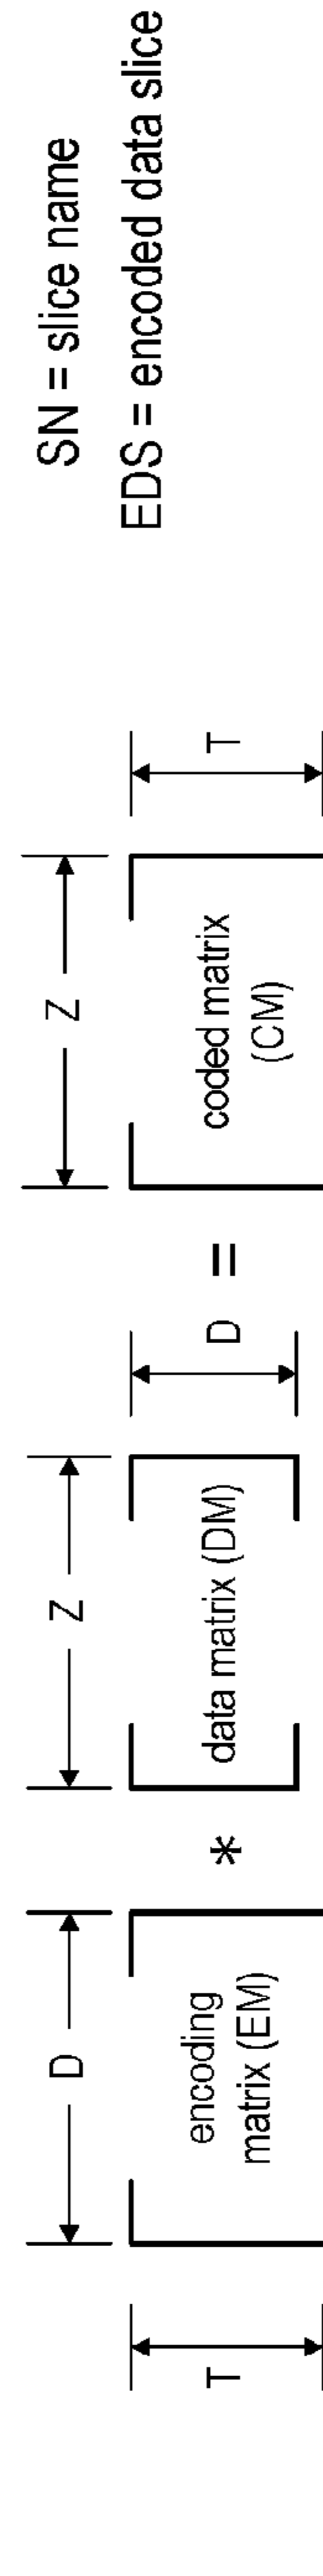 SN = slice name
EDS = encoded data slice
T
D
encoding
matrix (EM)
*
Z
data matrix (DM)
D
=
Z
coded matrix
(CM)
T